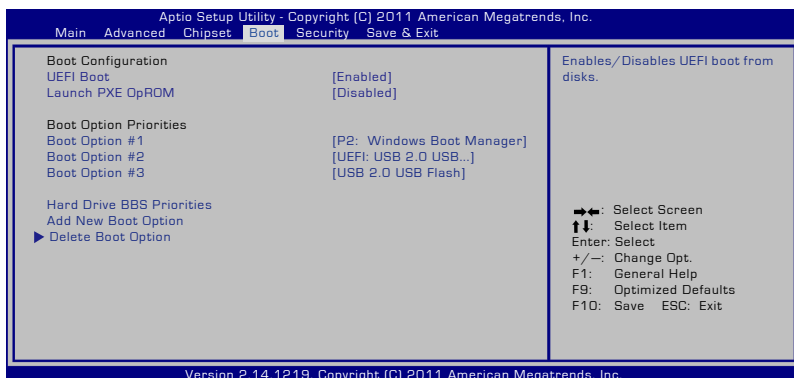 Aptio Setup Utility - Copyright (C) 2011 American Megatrends, Inc.
Main Advanced Chipset Boot Security Save & Exit
Boot Configuration
UEFI Boot [Enabled]
Launch PXE OpROM [Disabled]
Boot Option Priorities
Boot Option #1 [P2: Windows Boot Manager]
Boot Option #2 [UEFI: USB 2.0 USB...]
Boot Option #3 [USB 2.0 USB Flash]
Hard Drive BBS Priorities
Add New Boot Option
Delete Boot Option
Enables/Disables UEFI boot from
disks.
→←: Select Screen
↑↓: Select Item
Enter: Select
+/—: Change Opt.
F1: General Help
F9: Optimized Defaults
F10: Save ESC: Exit
Version 2.14.1219. Copyright (C) 2011 American Megatrends, Inc.